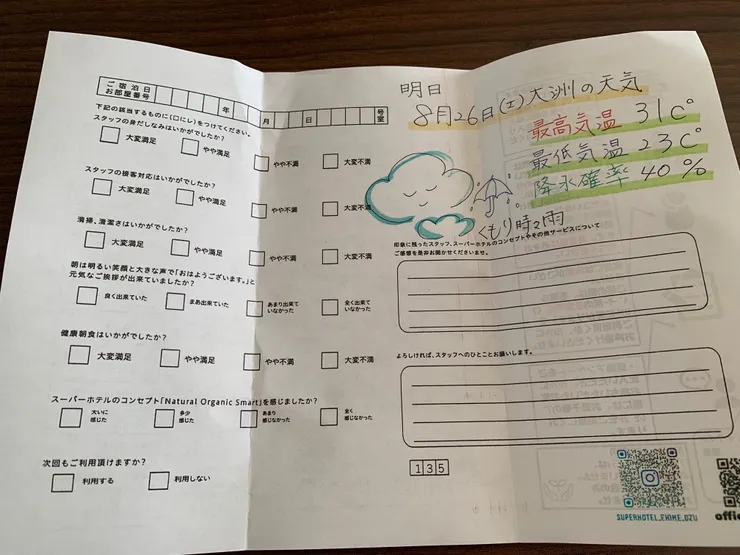 ご宿泊日
お部屋番号
年 月 日 号室
下記の該当するものに(□にレ)をつけてください。
スタッフの身だしなみはいかがでしたか?
大変満足 やや満足 やや不満 大変不満
スタッフの接客対応はいかがでしたか?
大変満足 やや満足 やや不満 大変不満
清掃、清潔さはいかがでしたか?
大変満足 やや満足 やや不満 大変不満
朝は明るい笑顔と大きな声で「おはようございます。」と
元気なご挨拶が出来ていましたか?
良く出来ていた まあ出来ていた あまり出来て
いなかった 全く出来て
いなかった
健康朝食はいかがでしたか?
大変満足 やや満足 やや不満 大変不満
スーパーホテルのコンセプト「Natural Organic Smart」を感じましたか?
大いに
感じた 多少
感じた あまり
感じなかった 全く
感じなかった
次回もご利用頂けますか?
利用する 利用しない
明日
8月26日(土)大洲の天気
最高気温 31℃
最低気温 23℃
降水確率 40%
くもり時々雨
印象に残ったスタッフ、スーパーホテルのコンセプトやその他サービスについて
ご感想を是非お聞かせくださいませ。
よろしければ、スタッフへのひとことお願いします。
135
SUPERHOTEL_EHIME_OZU
offic